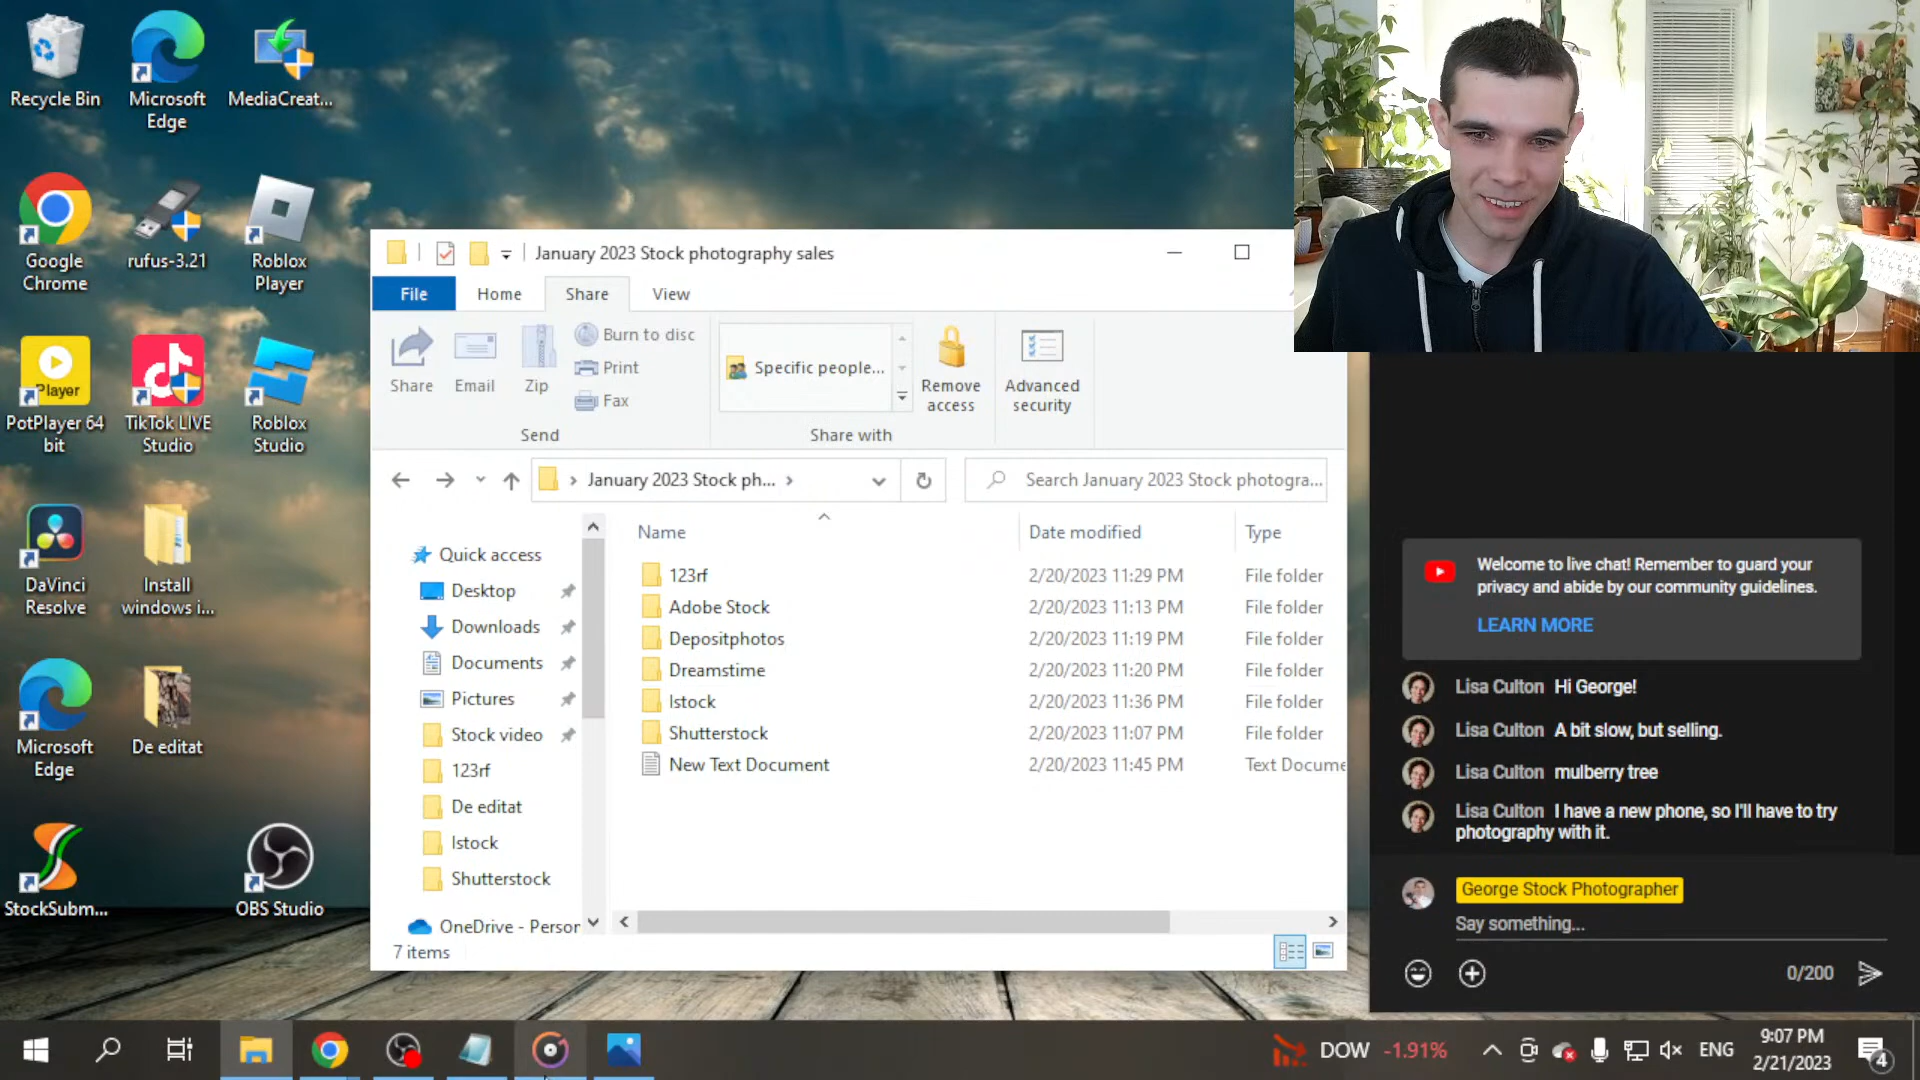 Recycle Bin
Microsoft
Edge
MediaCreat...
Google
Chrome
rufus-3.21
Roblox
Player
Player
PotPlayer 64
bit
TikTok LIVE
Studio
Roblox
Studio
DaVinci
Resolve
Install
windows i...
Microsoft
Edge
De editat
StockSubm...
OBS Studio
January 2023 Stock photography sales
File
Home
Share
View
Share
Email
Zip
Burn to disc
Print
Fax
Send
Specific people...
Share with
Remove
access
Advanced
security
January 2023 Stock ph...
Search January 2023 Stock photogra...
Name
Date modified
Type
Quick access
Desktop
Downloads
Documents
Pictures
Stock video
123rf
De editat
Istock
Shutterstock
OneDrive - Person
123rf 2/20/2023 11:29 PM File folder
Adobe Stock 2/20/2023 11:13 PM File folder
Depositphotos 2/20/2023 11:19 PM File folder
Dreamstime 2/20/2023 11:20 PM File folder
Istock 2/20/2023 11:36 PM File folder
Shutterstock 2/20/2023 11:07 PM File folder
New Text Document 2/20/2023 11:45 PM Text Docume
7 items
Welcome to live chat! Remember to guard your
privacy and abide by our community guidelines.
LEARN MORE
Lisa Culton Hi George!
Lisa Culton A bit slow, but selling.
Lisa Culton mulberry tree
Lisa Culton I have a new phone, so I'll have to try
photography with it.
George Stock Photographer
Say something...
0/200
DOW -1.91%
ENG
9:07 PM
2/21/2023
4